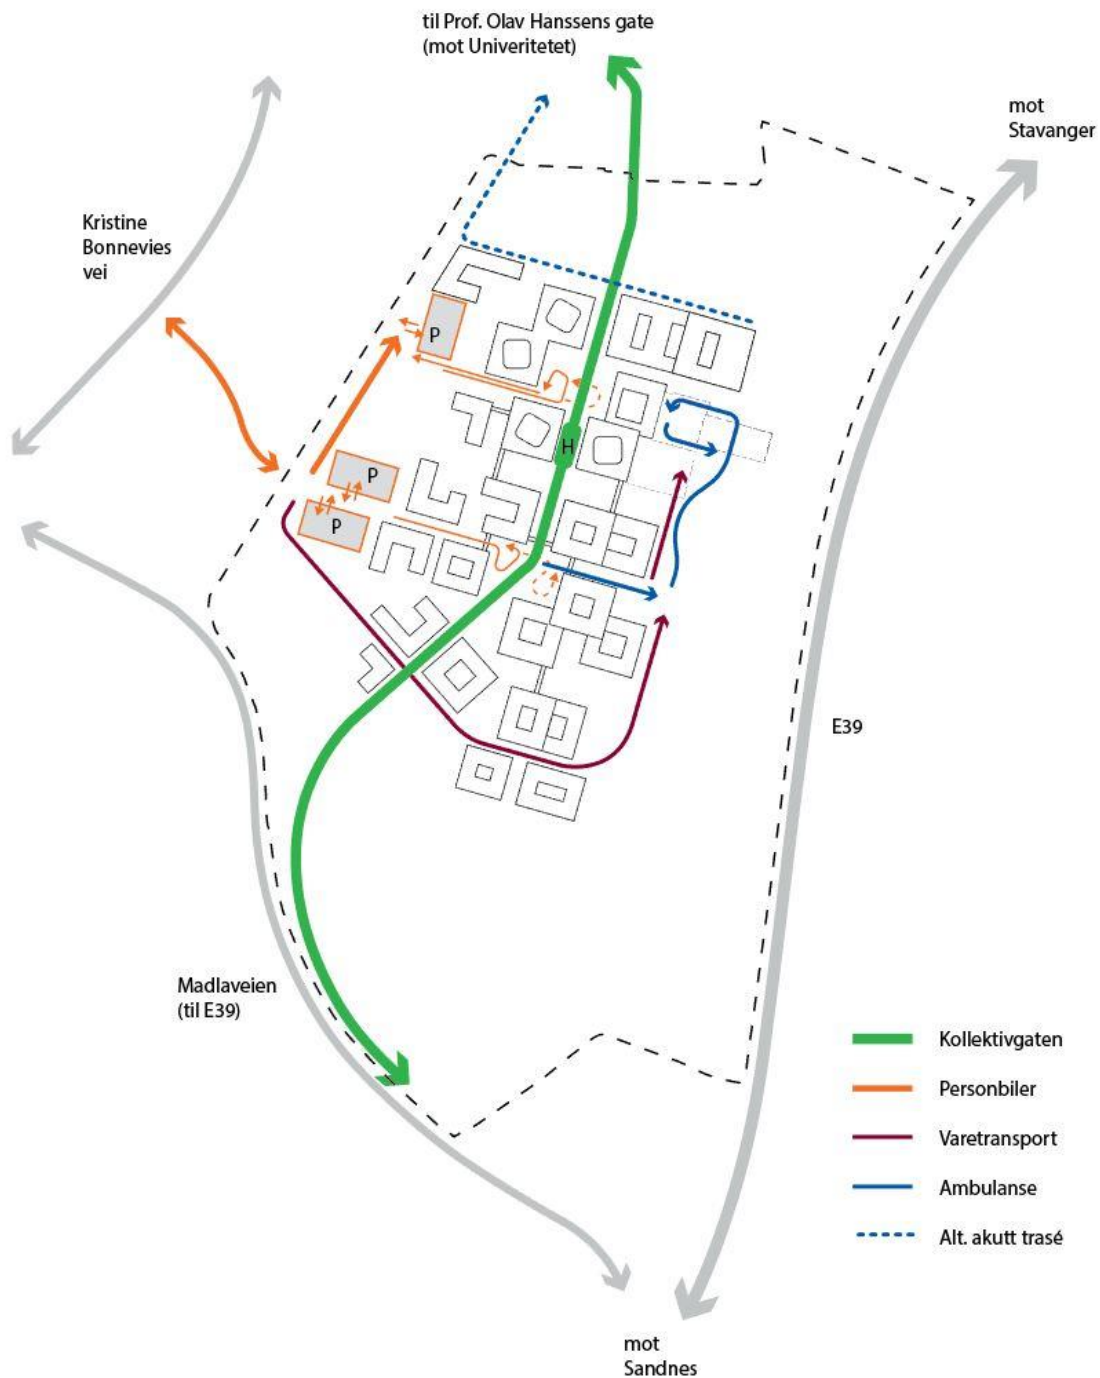 til Prof. Olav Hanssens gate
(mot Univeritetet)
mot
Stavanger
Kristine
Bonnevies
vei
P
H
P
P
E39
Madlaveien
(til E39)
Kollektivgaten
Personbiler
Varetransport
Ambulanse
Alt. akutt trasé
mot
Sandnes